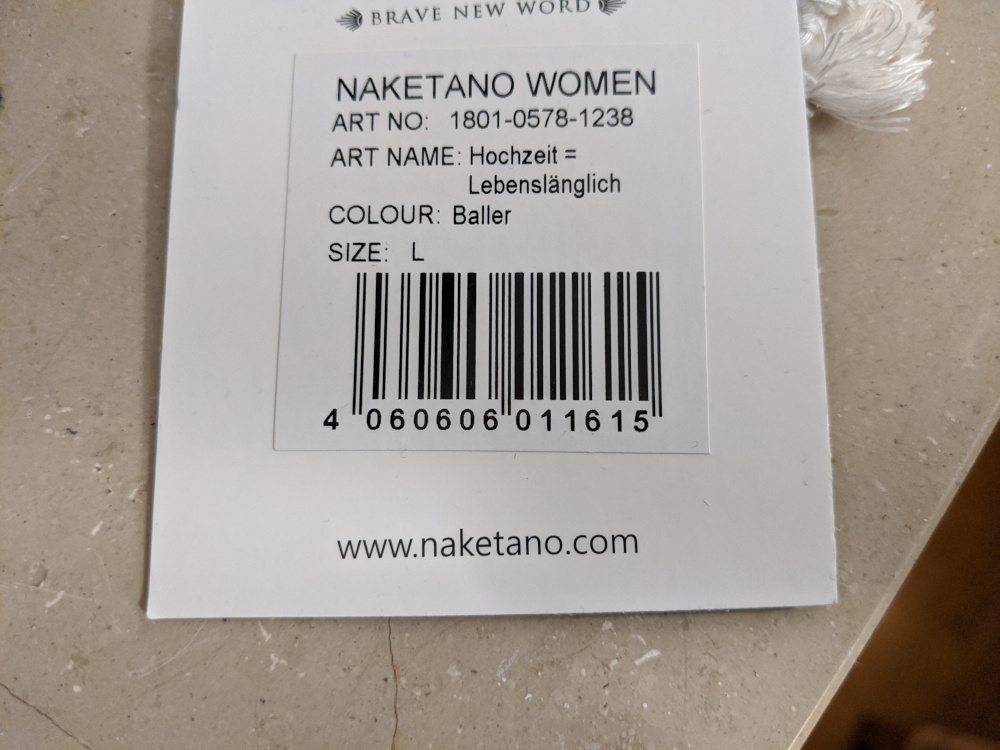 BRAVE NEW WORD
NAKETANO WOMEN
ART NO: 1801-0578-1238
ART NAME: Hochzeit =
Lebenslänglich
COLOUR: Baller
SIZE: L
4 060606 011615
www.naketano.com